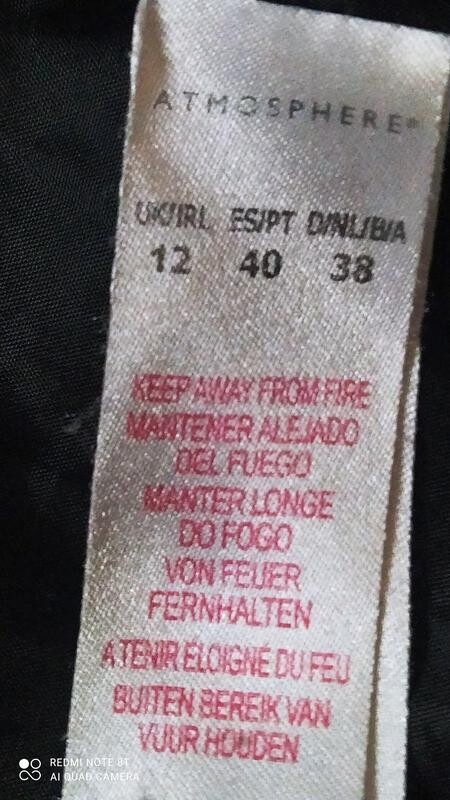 ATMOSPHERE®
UK/IRL ES/PT D/NL/B/A
12 40 38
KEEP AWAY FROM FIRE
MANTENER ALEJADO
DEL FUEGO
MANTER LONGE
DO FOGO
VON FEUER
FERNHALTEN
A TENIR ELOIGNE DU FEU
BUITEN BEREIK VAN
VUUR HOUDEN
REDMI NOTE 8T
AI QUAD CAMERA